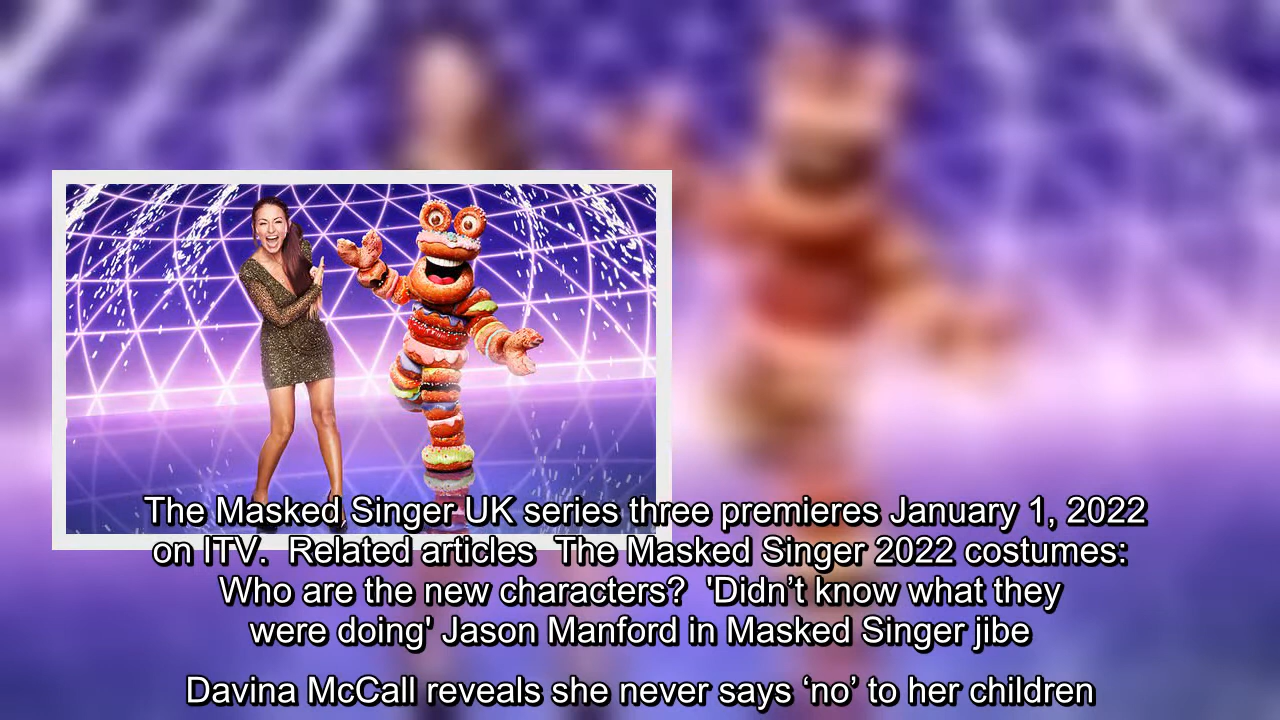 The Masked Singer UK series three premieres January 1, 2022
on ITV.  Related articles  The Masked Singer 2022 costumes:
Who are the new characters?  'Didn’t know what they
were doing' Jason Manford in Masked Singer jibe
Davina McCall reveals she never says ‘no’ to her children